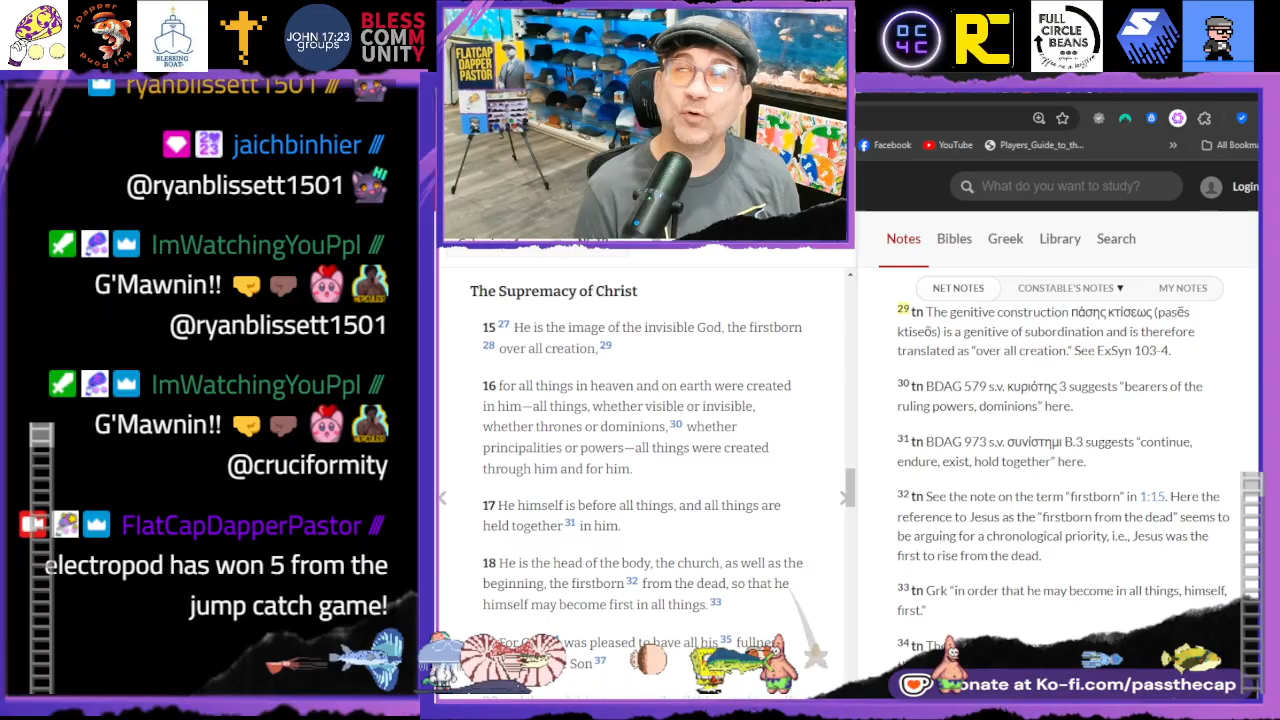 1Dapper
Koi Pond
BLESSING BOAT
JOHN 17:23
groups
BLESS
COMM
UNITY
OC
4C
RC
FULL
CIRCLE
BEANS
FLATCAP
DAPPER
PASTOR
ryanblissett1501
jaichbinhier
@ryanblissett1501
HI
ImWatchingYouPpl
G'Mawnin!!
@ryanblissett1501
ImWatchingYouPpl
G'Mawnin!!
@cruciformity
FlatCapDapperPastor
electropod has won 5 from the
jump catch game!
The Supremacy of Christ
15 27 He is the image of the invisible God, the firstborn
28 over all creation, 29
16 for all things in heaven and on earth were created
in him—all things, whether visible or invisible,
whether thrones or dominions, 30 whether
principalities or powers—all things were created
through him and for him.
17 He himself is before all things, and all things are
held together 31 in him.
18 He is the head of the body, the church, as well as the
beginning, the firstborn 32 from the dead, so that he
himself may become first in all things. 33
For was pleased to have all his 35
Son 37
Facebook
YouTube
Players_Guide_to_th...
»
All Bookma
What do you want to study?
Login
Notes Bibles Greek Library Search
NET NOTES CONSTABLE'S NOTES ▼ MY NOTES
29 tn The genitive construction πάσης κτίσεως (pasēs
ktiseōs) is a genitive of subordination and is therefore
translated as “over all creation.” See ExSyn 103-4.
30 tn BDAG 579 s.v. κυριότης 3 suggests “bearers of the
ruling powers, dominions” here.
31 tn BDAG 973 s.v. συνίστημι B.3 suggests “continue,
endure, exist, hold together” here.
32 tn See the note on the term “firstborn” in 1:15. Here the
reference to Jesus as the “firstborn from the dead” seems to
be arguing for a chronological priority, i.e., Jesus was the
first to rise from the dead.
33 tn Grk “in order that he may become in all things, himself,
first.”
34 tn
nate at Ko-fi.com/passthecap